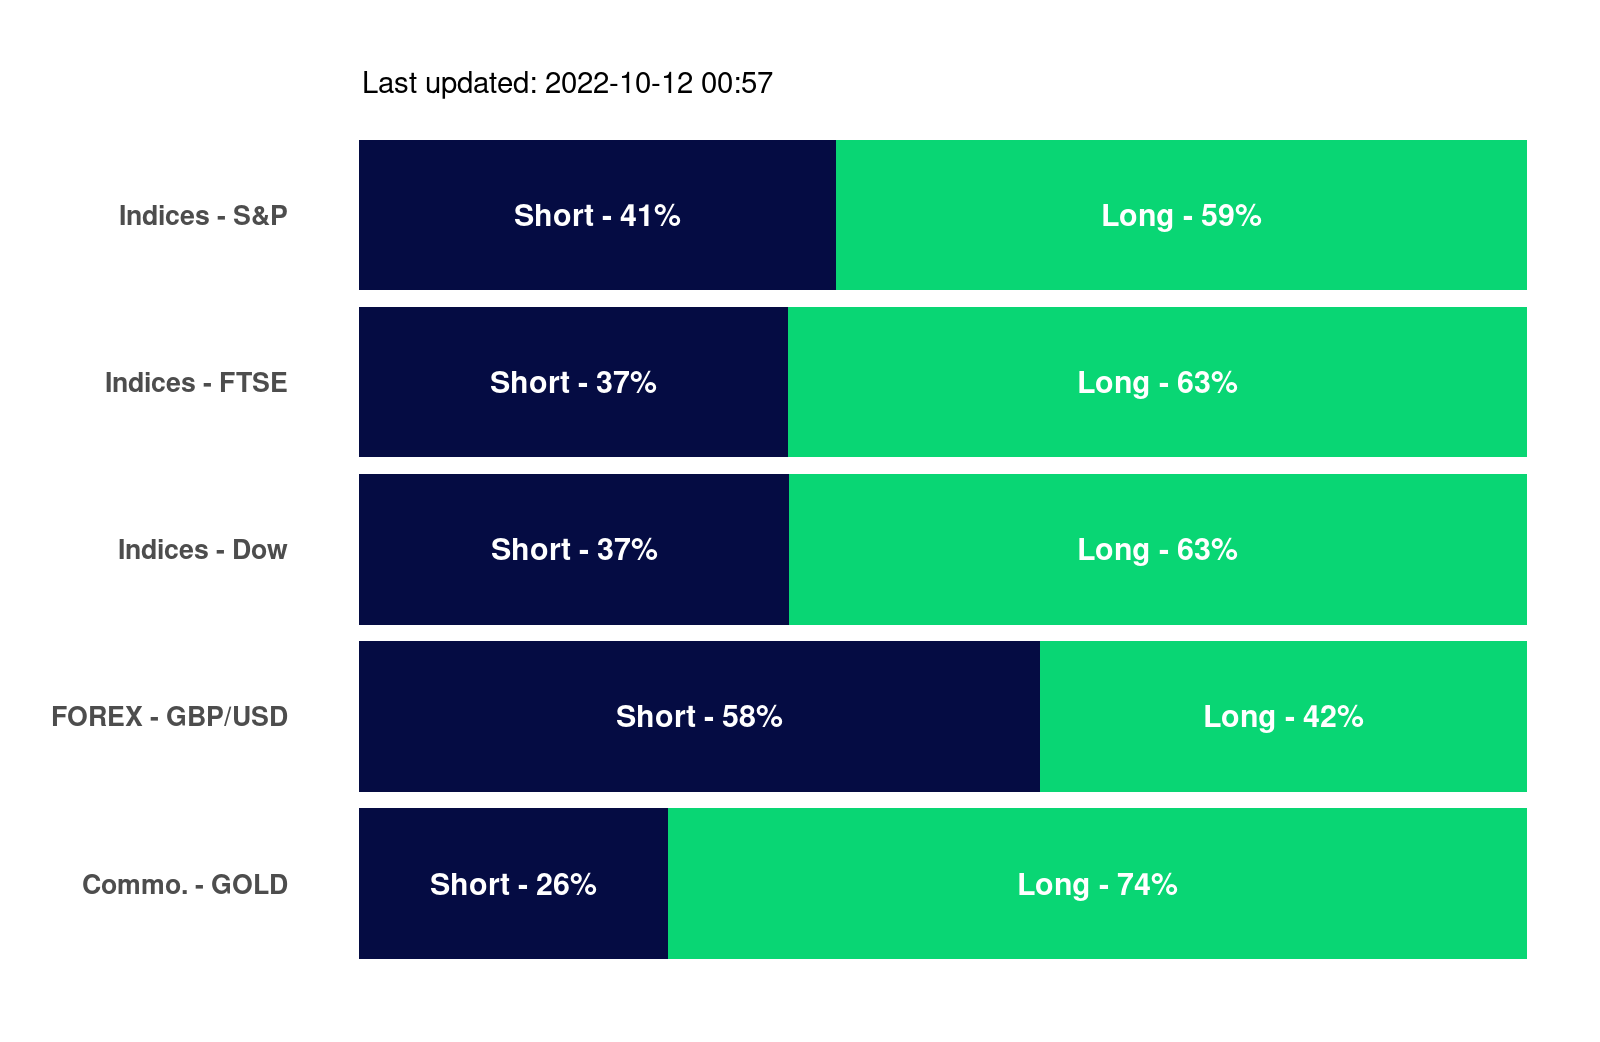 Last updated: 2022-10-12 00:57
Indices - S&P Short - 41% Long - 59%
Indices - FTSE Short - 37% Long - 63%
Indices - Dow Short - 37% Long - 63%
FOREX - GBP/USD Short - 58% Long - 42%
Commo. - GOLD Short - 26% Long - 74%